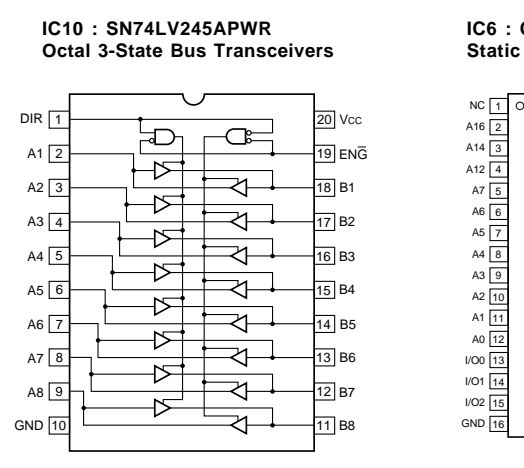 IC10 : SN74LV245APWR
Octal 3-State Bus Transceivers
DIR 1
A1 2
A2 3
A3 4
A4 5
A5 6
A6 7
A7 8
A8 9
GND 10
20 Vcc
19 ENG̅
18 B1
17 B2
16 B3
15 B4
14 B5
13 B6
12 B7
11 B8
IC6 :
Static
NC 1
A16 2
A14 3
A12 4
A7 5
A6 6
A5 7
A4 8
A3 9
A2 10
A1 11
A0 12
I/O0 13
I/O1 14
I/O2 15
GND 16